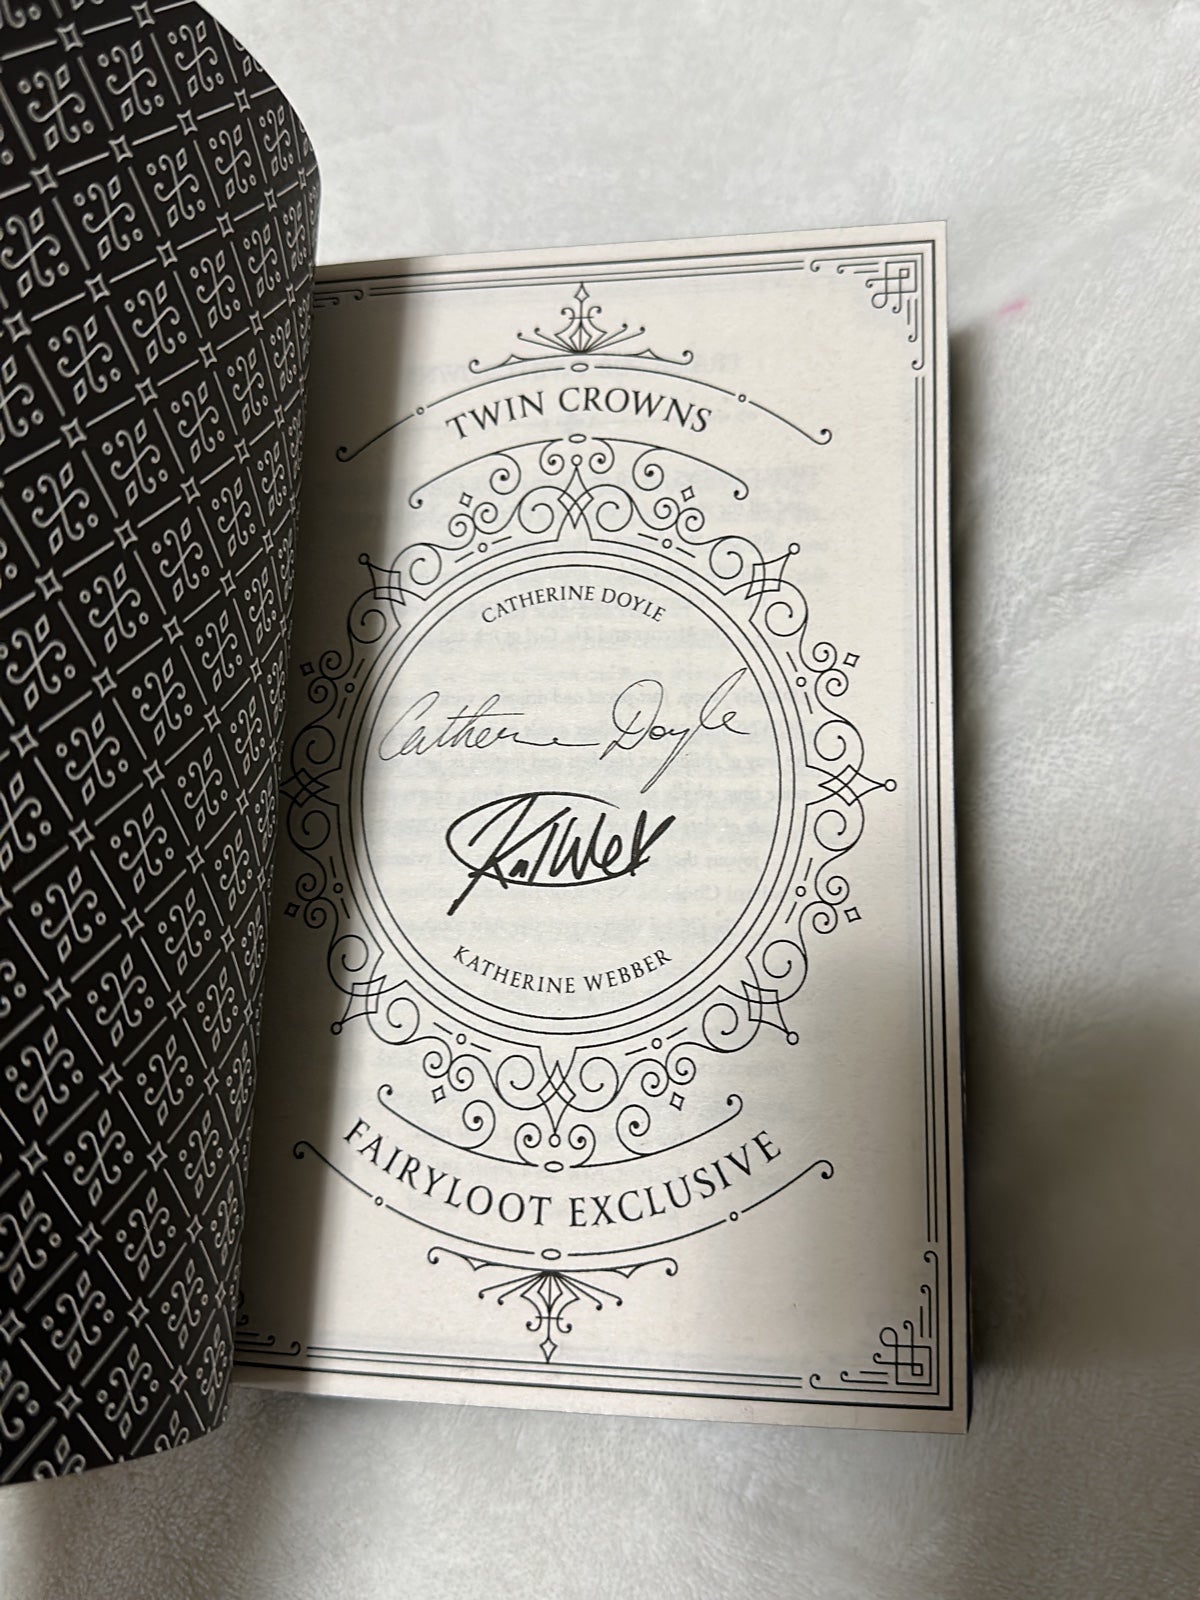 TWIN CROWNS
CATHERINE DOYLE
Catherine Doyle
KATHERINE WEBBER
FAIRYLOOT EXCLUSIVE